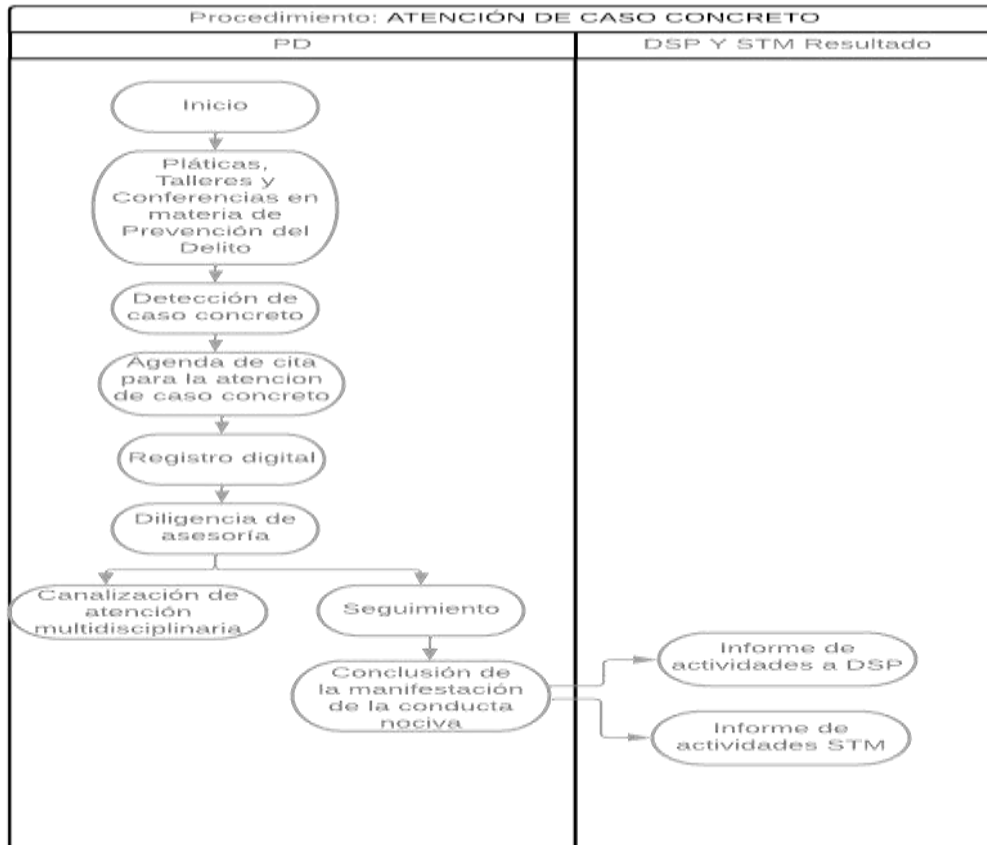 Procedimiento: ATENCIÓN DE CASO CONCRETO
PD
DSP Y STM Resultado
Inicio
Pláticas,
Talleres y
Conferencias en
materia de
Prevención del
Delito
Detección de
caso concreto
Agenda de cita
para la atencion
de caso concreto
Registro digital
Diligencia de
asesoría
Canalización de
atención
multidisciplinaria
Seguimiento
Conclusión de
la manifestación
de la conducta
nociva
Informe de
actividades a DSP
Informe de
actividades STM